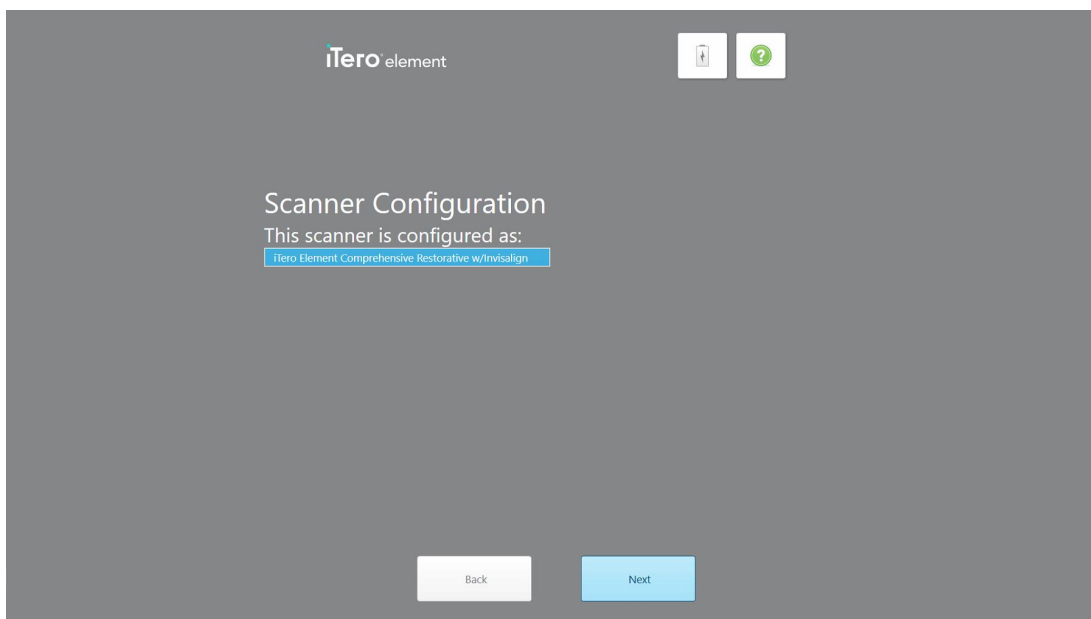 iTero element
?
Scanner Configuration
This scanner is configured as:
iTero Element Comprehensive Restorative w/Invisalign
Back
Next